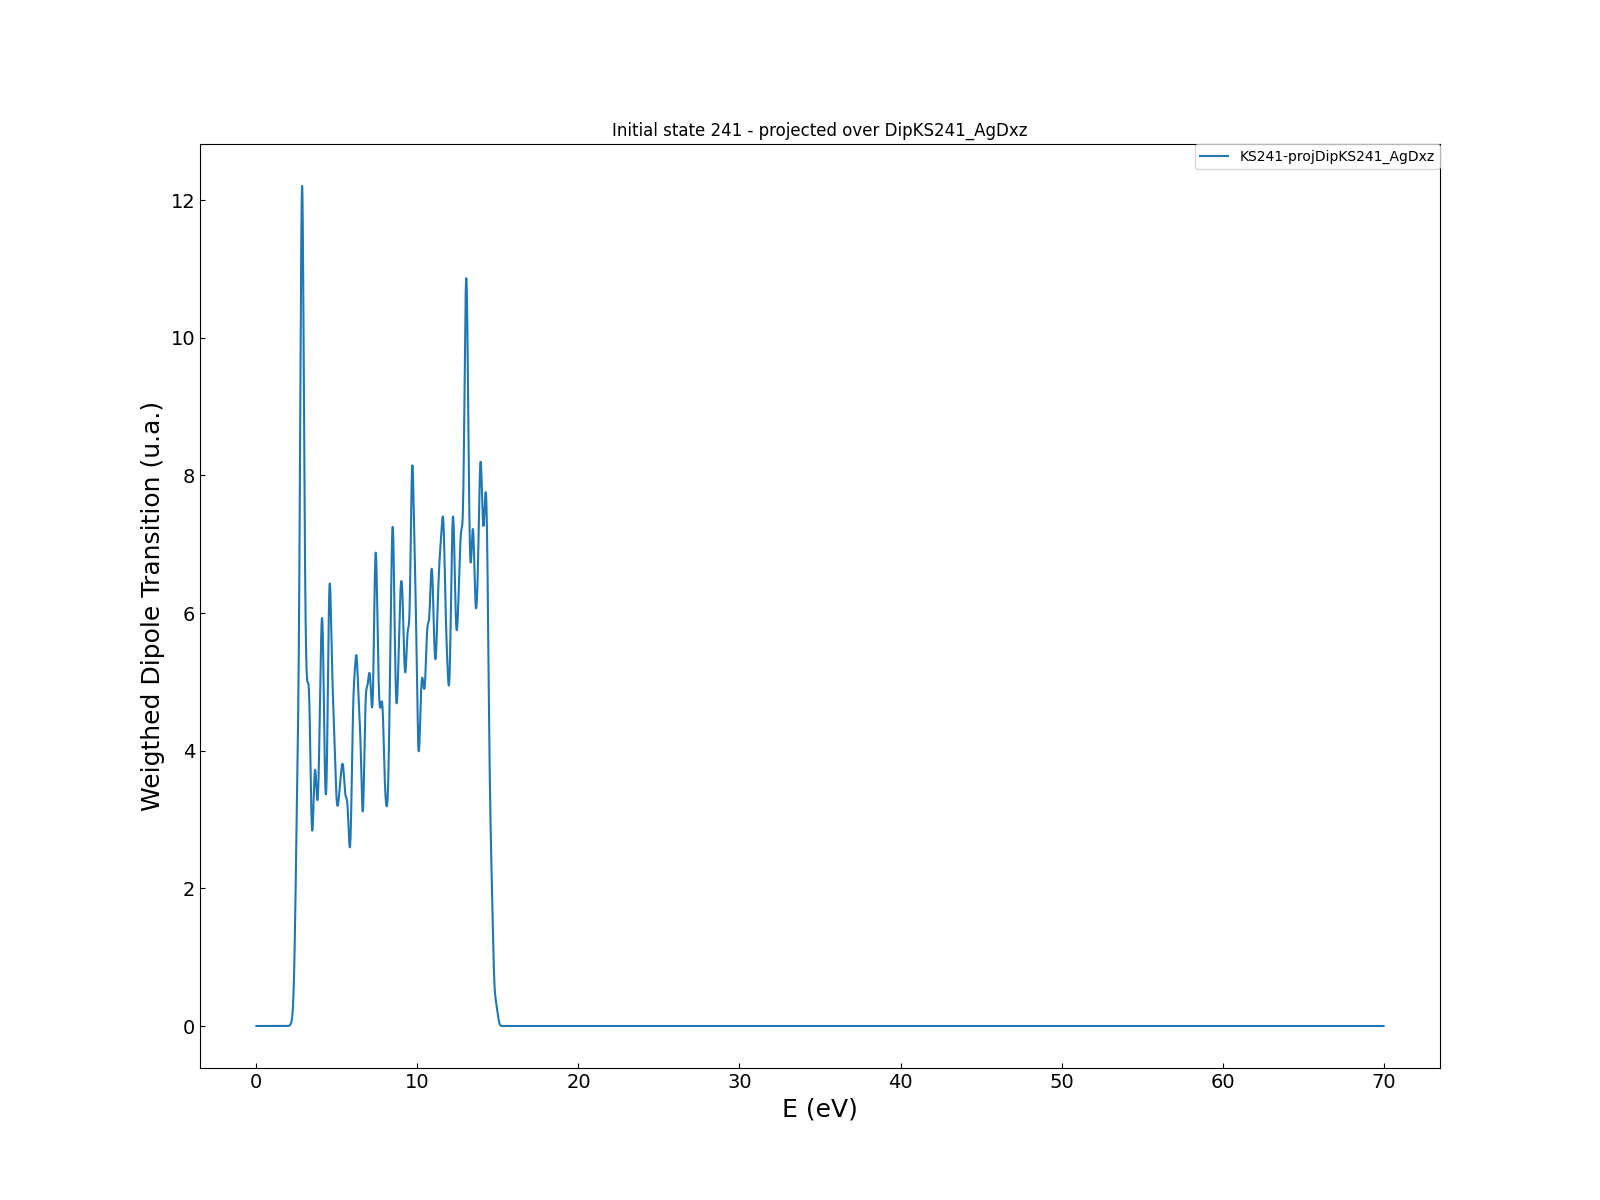 Initial state 241 - projected over DipKS241_AgDxz
KS241-projDipKS241_AgDxz
Weigthed Dipole Transition (u.a.)
12
10
8
6
4
2
0
0 10 20 30 40 50 60 70
E (eV)